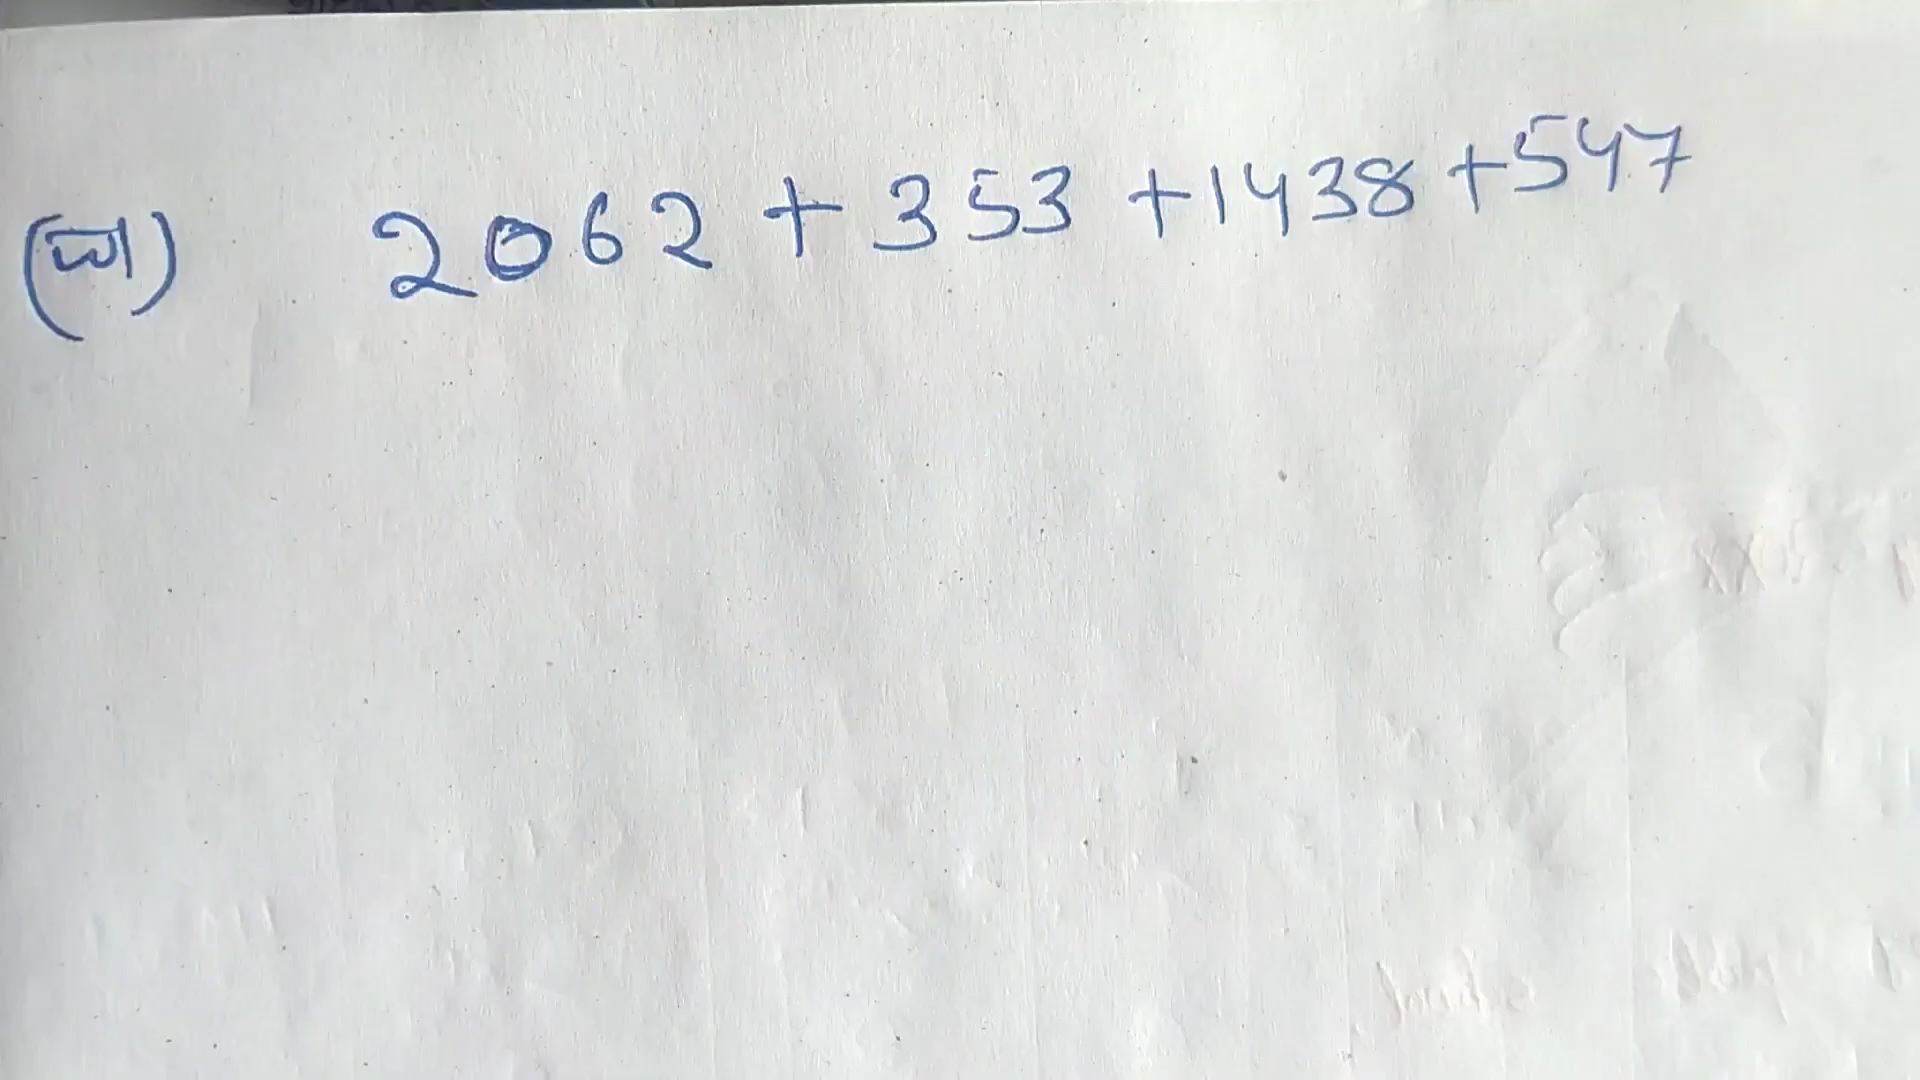 (घ) 2062 + 353 + 1438 + 547